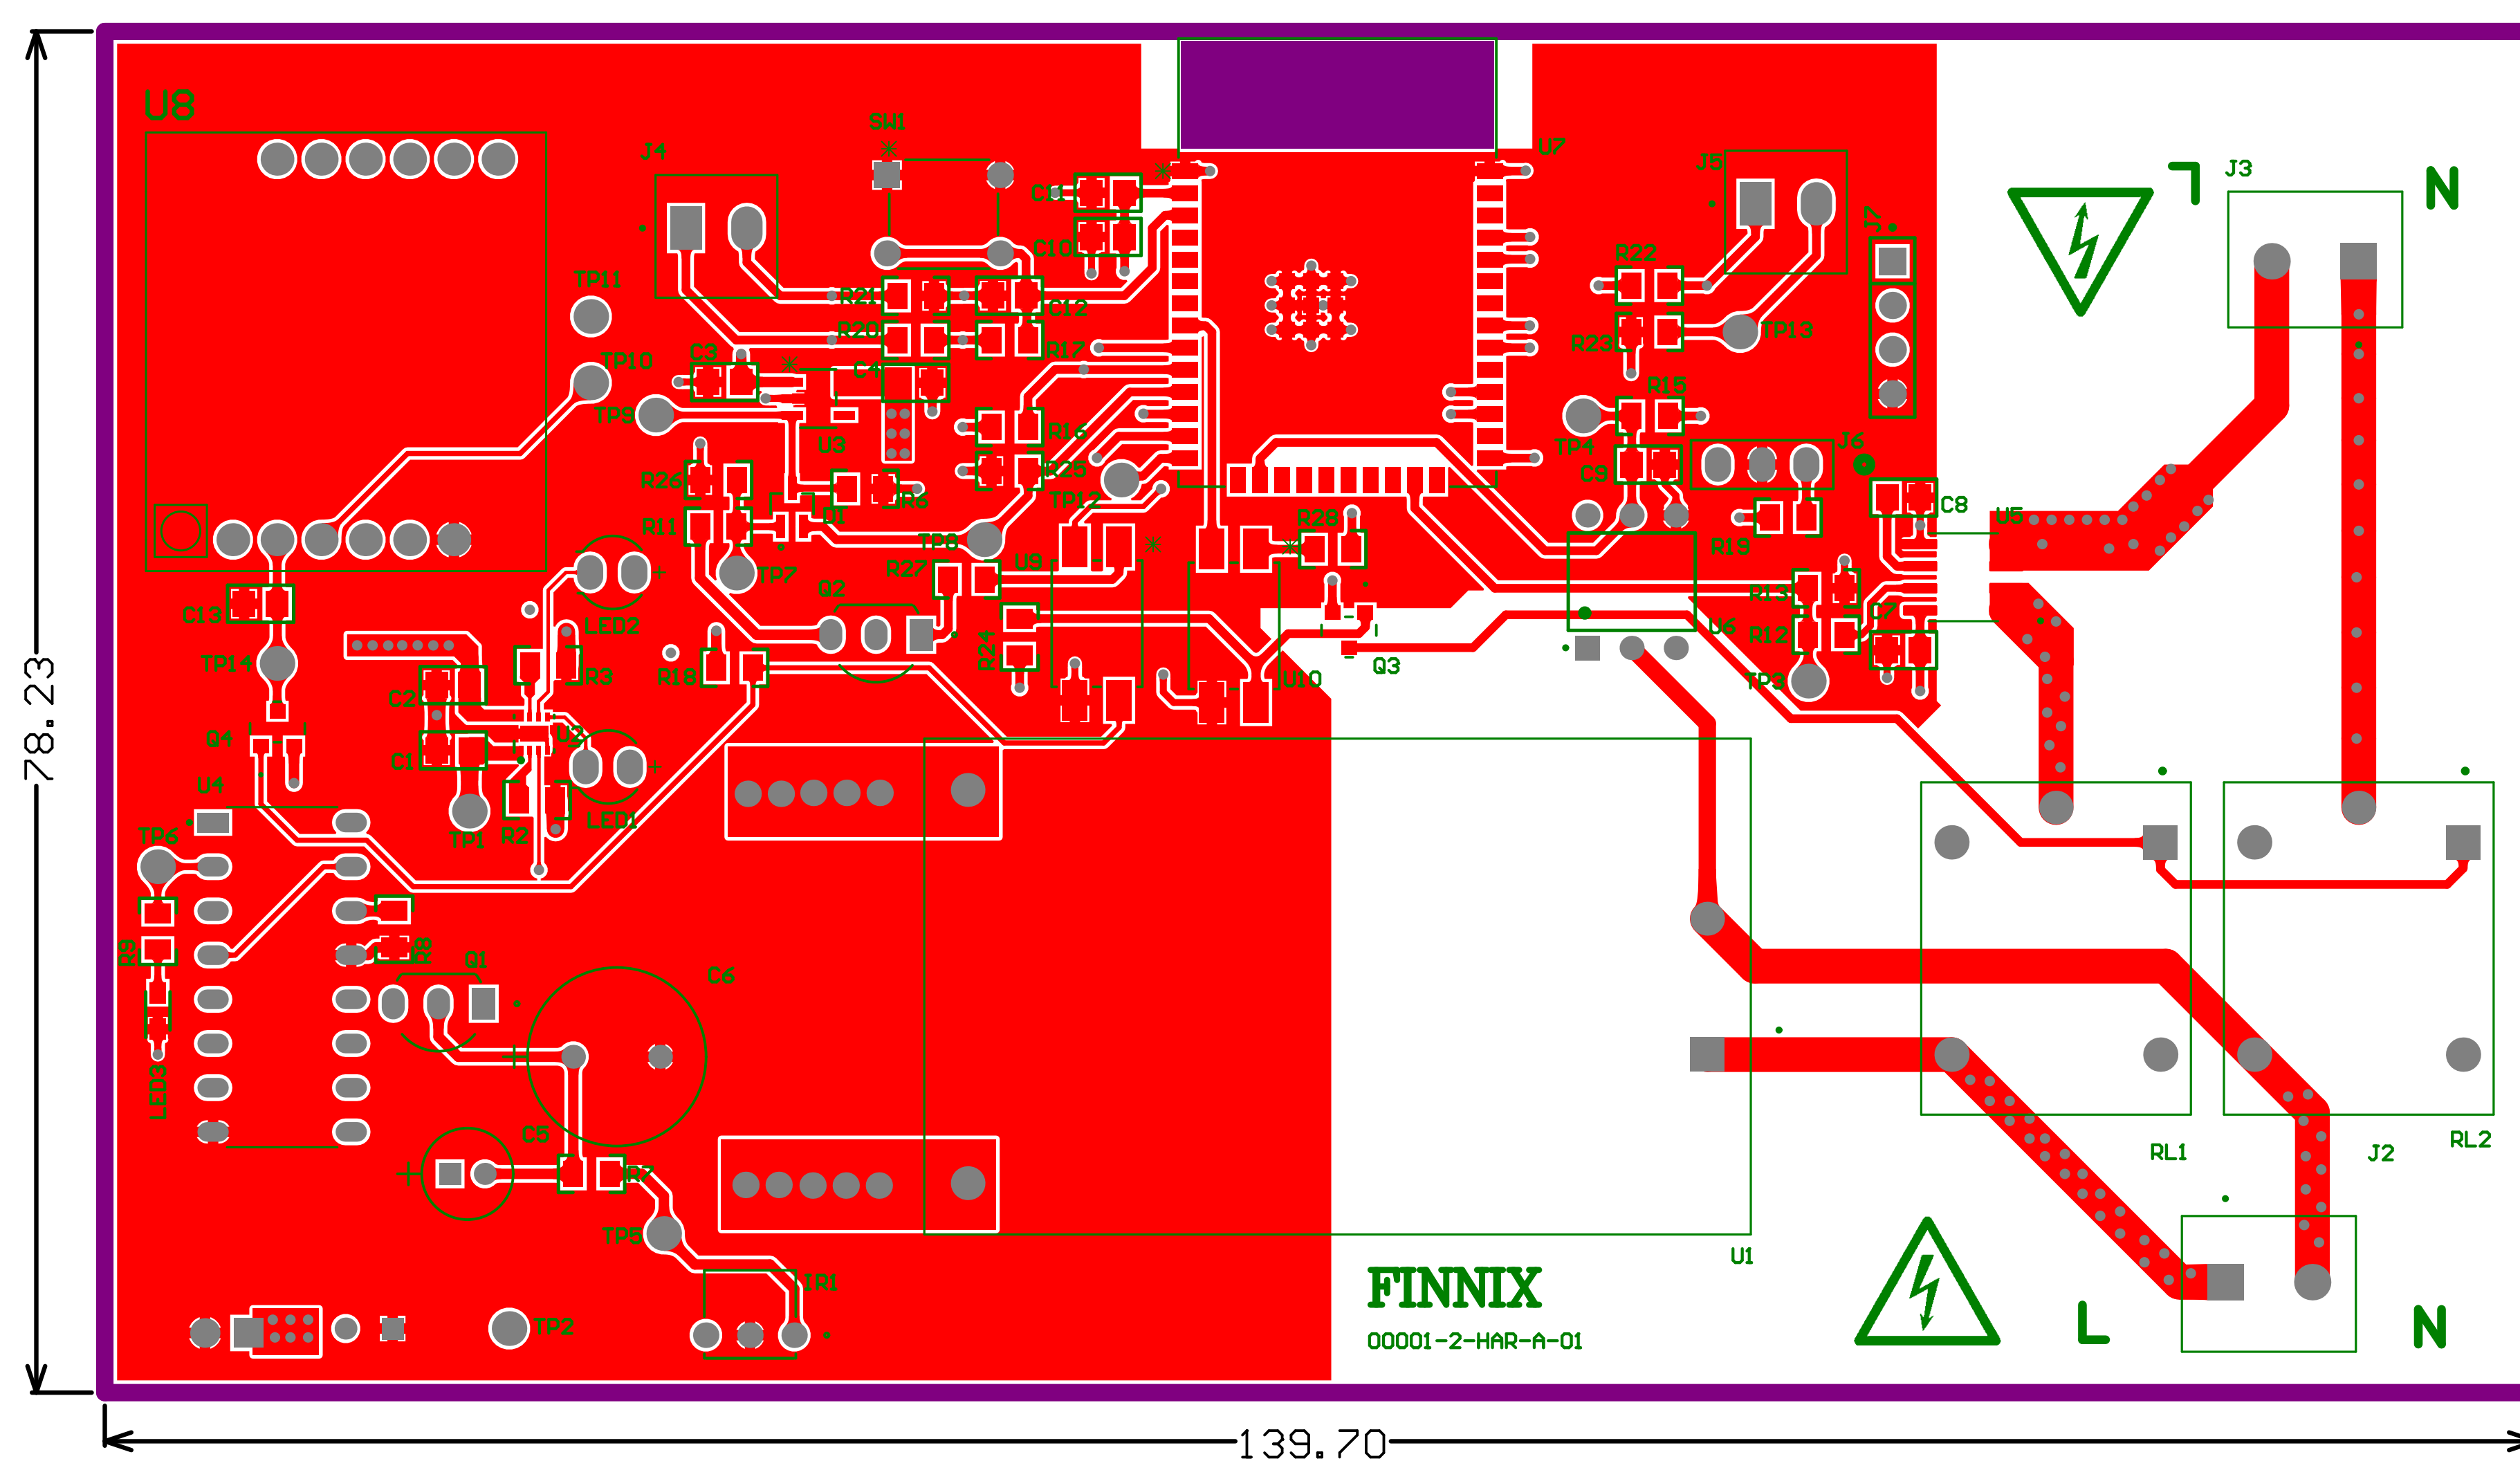 U8
SW1
J4
U7
J5
J3
N
L
C11
J7
C10
R22
TP11
R21
C12
R20
R17
TP13
R23
C3
TP10
C4
R15
TP9
R16
U3
TP4
J6
R26
R25
C9
R6
TP12
C8
U5
R11
Q1
R28
TP8
R19
U9
R27
TP7
Q2
R13
C13
C7
LED2
U6
R12
TP14
R24
R3
R18
Q3
U10
TP3
C2
Q4
U2
C1
U4
TP6
TP1
R2
LED1
R9
R8
Q1
C6
LED3
C5
RL1
J2
RL2
R7
TP5
U1
IR1
FINNIX
TP2
00001-2-HAR-A-01
L
N
78.23
139.70